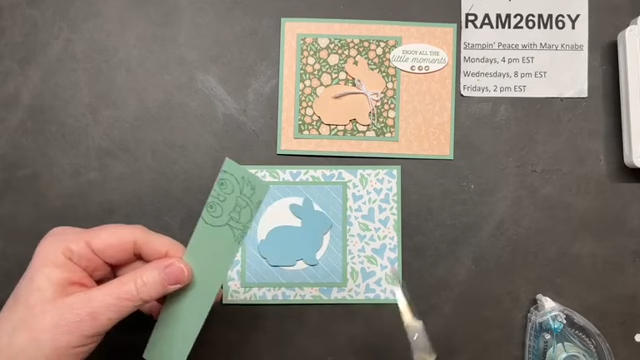 RAM26M6Y
Stampin' Peace with Mary Knabe
Mondays, 4 pm EST
Wednesdays, 8 pm EST
Fridays, 2 pm EST
ENJOY ALL THE
little moments